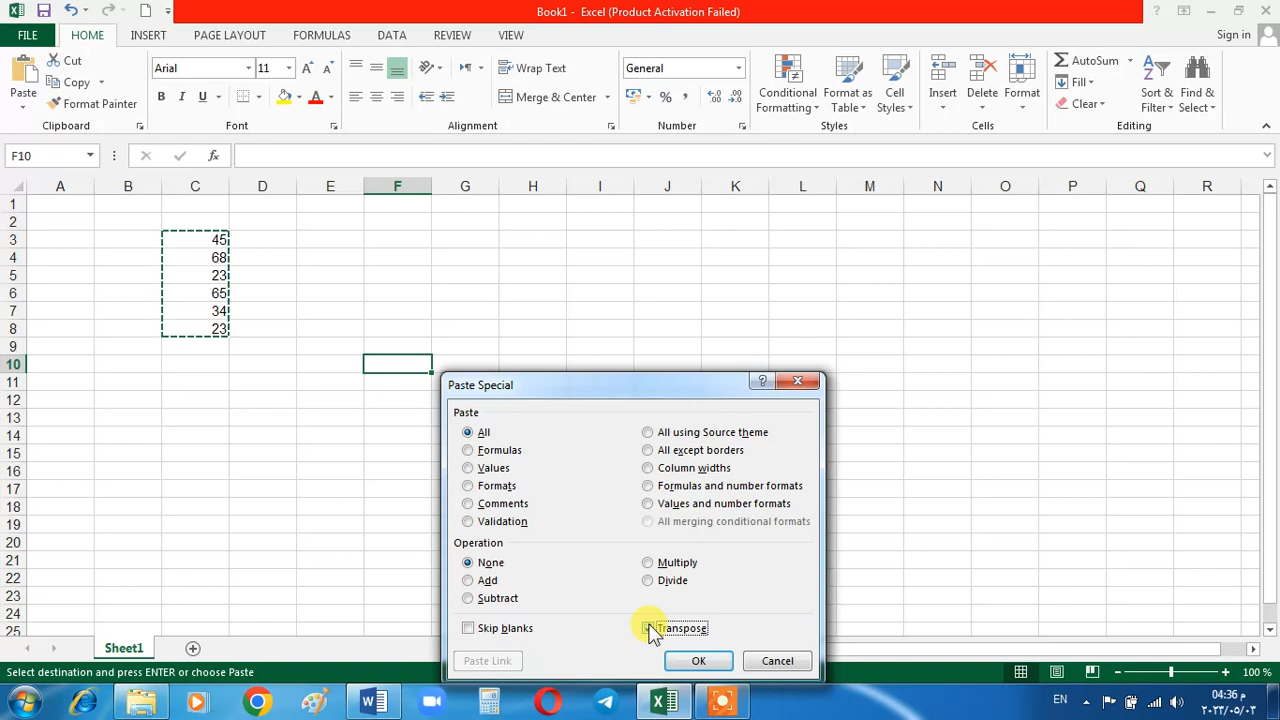 Book1 - Excel (Product Activation Failed)
FILE HOME INSERT PAGE LAYOUT FORMULAS DATA REVIEW VIEW Sign in
Paste
Cut
Copy
Format Painter
Clipboard
Arial 11
B I U
Font
Wrap Text
Merge & Center
Alignment
General
Number
Conditional Formatting
Format as Table
Cell Styles
Styles
Insert Delete Format
Cells
AutoSum
Fill
Clear
Sort & Filter
Find & Select
Editing
F10
A B C D E F G H I J K L M N O P Q R
1
2
3 45
4 68
5 23
6 65
7 34
8 23
9
10
11
12
13
14
15
16
17
18
19
20
21
22
23
24
25
Paste Special
Paste
All All using Source theme
Formulas All except borders
Values Column widths
Formats Formulas and number formats
Comments Values and number formats
Validation All merging conditional formats
Operation
None Multiply
Add Divide
Subtract
Skip blanks Transpose
Paste Link OK Cancel
Sheet1
Select destination and press ENTER or choose Paste 100 %
EN
04:36 م
٢٠٢٣/٠٥/٠٣